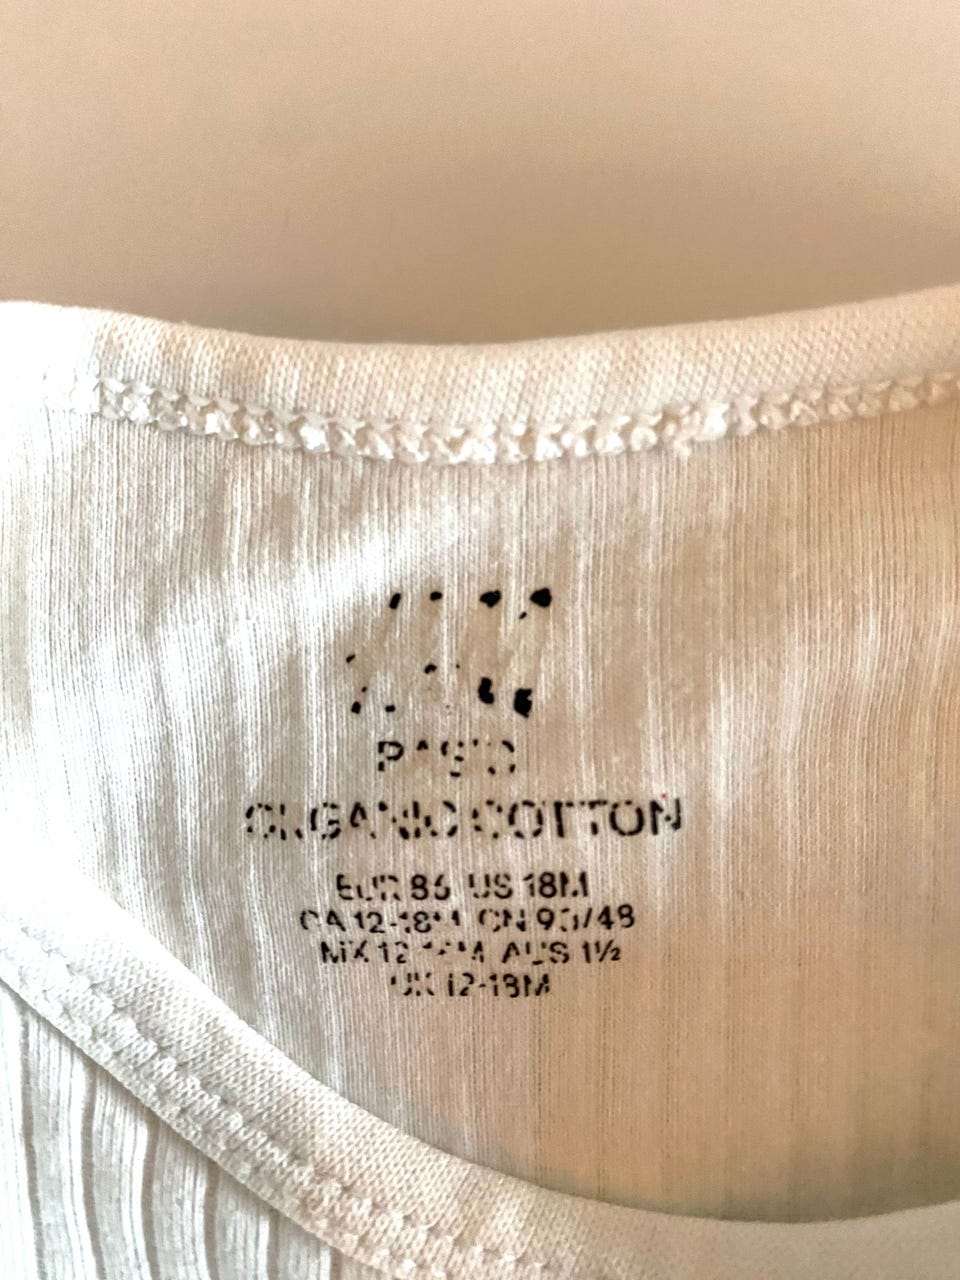 BASIC
ORGANIC COTTON
EUR 86 US 18M
CA 12-18M CN 90/48
MX 12-18M AUS 1½
UK 12-18M